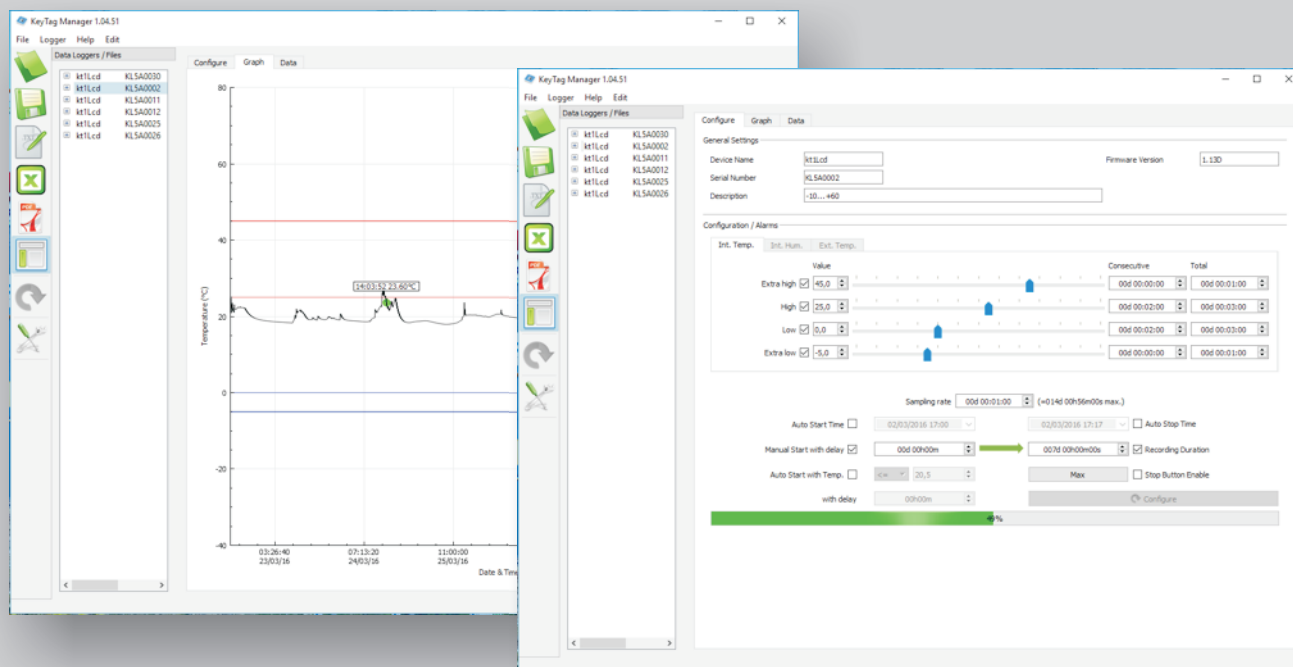 KeyTag Manager 1.04.51
File Logger Help Edit
Data Loggers / Files
kt1Lcd KL5A0030
kt1Lcd KL5A0002
kt1Lcd KL5A0011
kt1Lcd KL5A0012
kt1Lcd KL5A0025
kt1Lcd KL5A0026
Configure Graph Data
80
60
40
20
0
-20
-40
Temperature (°C)
14:03:52 23.60°C
03:26:40 07:13:20 11:00:00
23/03/16 24/03/16 25/03/16
Date & Time
KeyTag Manager 1.04.51
File Logger Help Edit
Data Loggers / Files
kt1Lcd KL5A0030
kt1Lcd KL5A0002
kt1Lcd KL5A0011
kt1Lcd KL5A0012
kt1Lcd KL5A0025
kt1Lcd KL5A0026
Configure Graph Data
General Settings
Device Name kt1Lcd Firmware Version 1.13D
Serial Number KL5A0002
Description -10...+60
Configuration / Alarms
Int. Temp. Int. Hum. Ext. Temp.
Value Consecutive Total
Extra high 45,0 00d 00:00:00 00d 00:01:00
High 25,0 00d 00:02:00 00d 00:03:00
Low 0,0 00d 00:02:00 00d 00:03:00
Extra low -5,0 00d 00:00:00 00d 00:01:00
Sampling rate 00d 00:01:00 (=014d 00h56m00s max.)
Auto Start Time 02/03/2016 17:00 02/03/2016 17:17 Auto Stop Time
Manual Start with delay 00d 00h00m 007d 00h00m00s Recording Duration
Auto Start with Temp. <= 20,5 Max Stop Button Enable
with delay 00h00m Configure